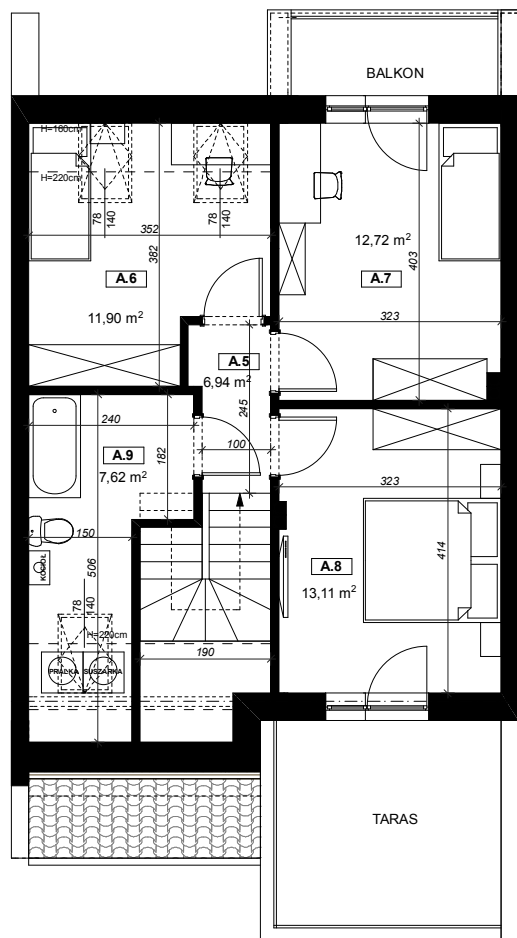 BALKON
H=160cm
H=220cm
78
140
78
140
352
382
12,72 m²
403
A.6
A.7
11,90 m²
323
A.5
6,94 m²
245
240
100
A.9
7,62 m²
182
323
150
506
KOCIOŁ
414
A.8
13,11 m²
78
140
H=220cm
190
PRALKA
SUSZARKA
TARAS